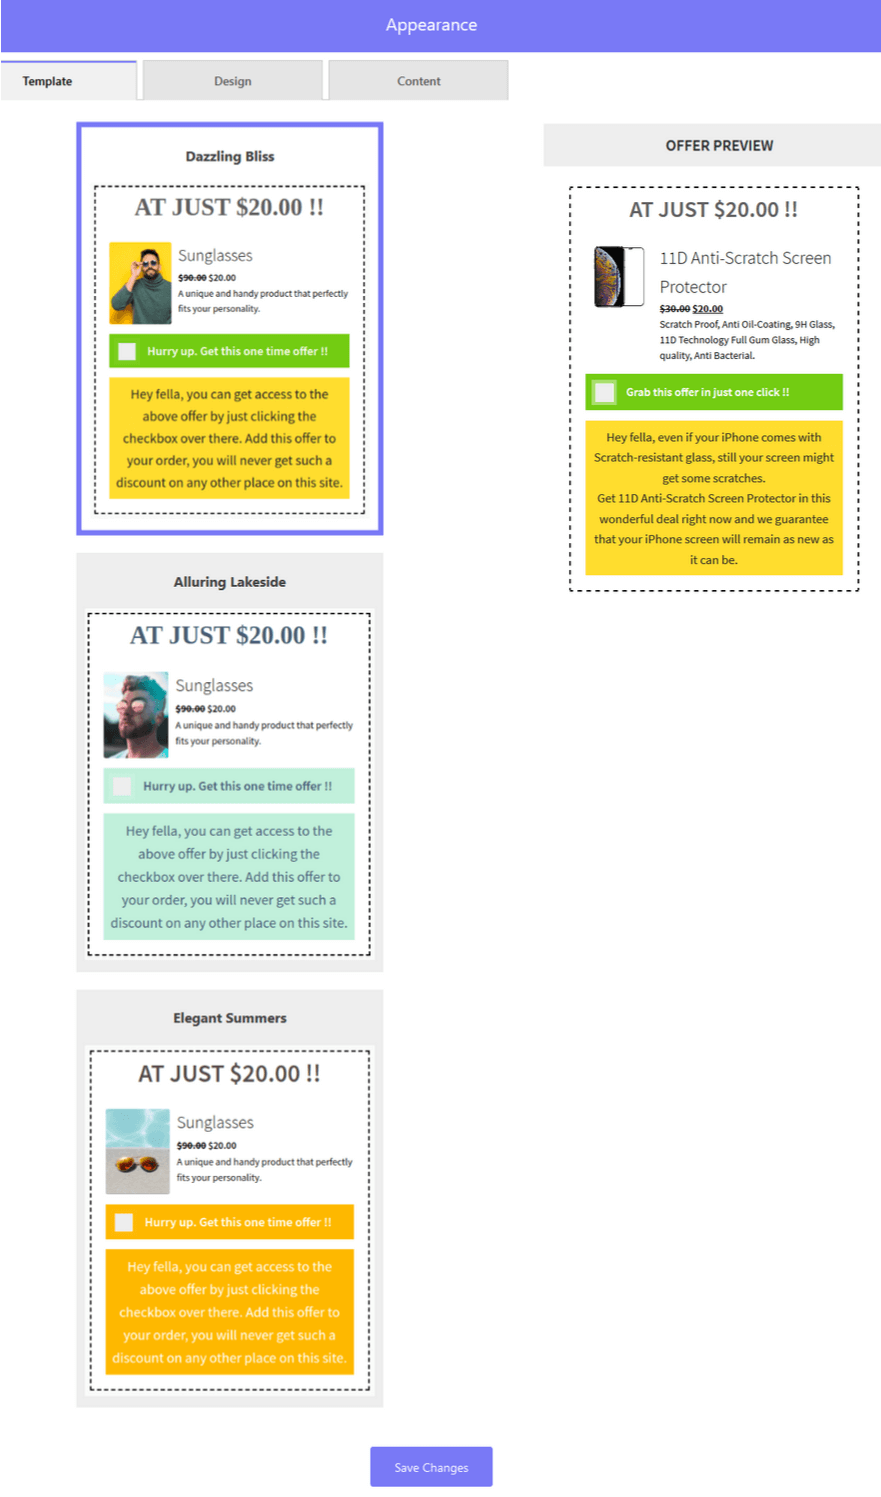 Appearance
Template
Design
Content
Dazzling Bliss
AT JUST $20.00 !!
Sunglasses
$90.00 $20.00
A unique and handy product that perfectly
fits your personality.
Hurry up. Get this one time offer !!
Hey fella, you can get access to the
above offer by just clicking the
checkbox over there. Add this offer to
your order, you will never get such a
discount on any other place on this site.
Alluring Lakeside
AT JUST $20.00 !!
Sunglasses
$90.00 $20.00
A unique and handy product that perfectly
fits your personality.
Hurry up. Get this one time offer !!
Hey fella, you can get access to the
above offer by just clicking the
checkbox over there. Add this offer to
your order, you will never get such a
discount on any other place on this site.
Elegant Summers
AT JUST $20.00 !!
Sunglasses
$90.00 $20.00
A unique and handy product that perfectly
fits your personality.
Hurry up. Get this one time offer !!
Hey fella, you can get access to the
above offer by just clicking the
checkbox over there. Add this offer to
your order, you will never get such a
discount on any other place on this site.
OFFER PREVIEW
AT JUST $20.00 !!
11D Anti-Scratch Screen
Protector
$30.00 $20.00
Scratch Proof, Anti Oil-Coating, 9H Glass,
11D Technology Full Gum Glass, High
quality, Anti Bacterial.
Grab this offer in just one click !!
Hey fella, even if your iPhone comes with
Scratch-resistant glass, still your screen might
get some scratches.
Get 11D Anti-Scratch Screen Protector in this
wonderful deal right now and we guarantee
that your iPhone screen will remain as new as
it can be.
Save Changes